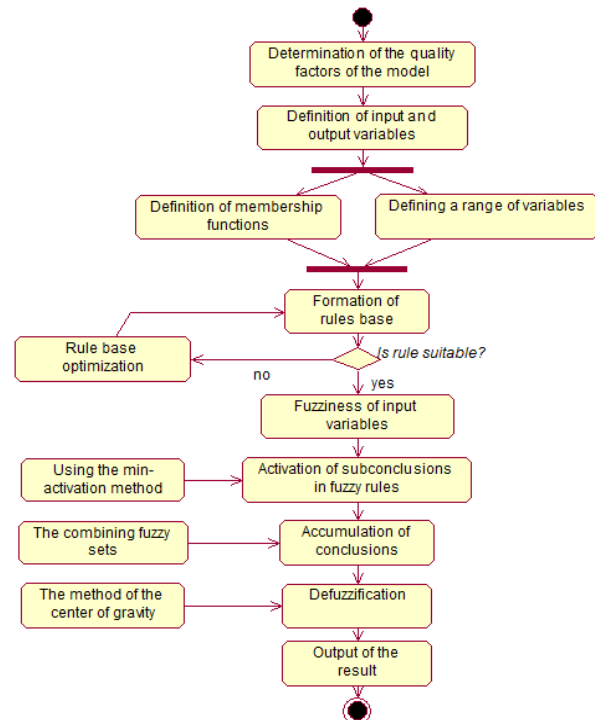 Determination of the quality
factors of the model
Definition of input and
output variables
Definition of membership
functions
Defining a range of variables
Formation of
rules base
Is rule suitable?
Rule base
optimization
no
yes
Fuzziness of input
variables
Using the min-
activation method
Activation of subconclusions
in fuzzy rules
The combining fuzzy
sets
Accumulation of
conclusions
The method of the
center of gravity
Defuzzification
Output of the
result